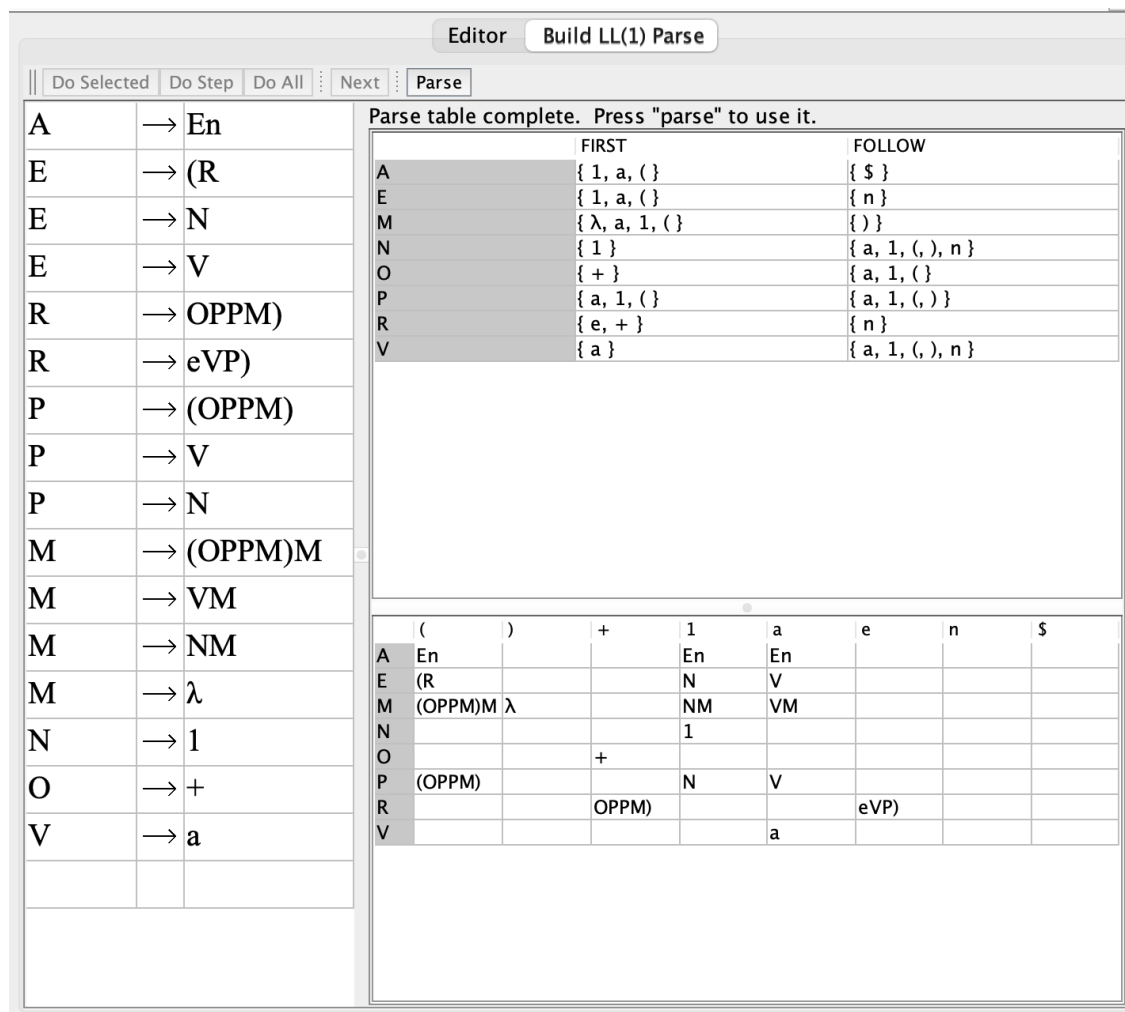 Editor Build LL(1) Parse
Do Selected Do Step Do All Next Parse
A → En
E → (R
E → N
E → V
R → OPPM)
R → eVP)
P → (OPPM)
P → V
P → N
M → (OPPM)M
M → VM
M → NM
M → λ
N → 1
O → +
V → a
Parse table complete. Press "parse" to use it.
FIRST FOLLOW
A { 1, a, ( } { $ }
E { 1, a, ( } { n }
M { λ, a, 1, ( } { ) }
N { 1 } { a, 1, (, ), n }
O { + } { a, 1, ( }
P { a, 1, ( } { a, 1, (, ) }
R { e, + } { n }
V { a } { a, 1, (, ), n }
( ) + 1 a e n $
A En En En
E (R N V
M (OPPM)M λ NM VM
N 1
O +
P (OPPM) N V
R OPPM) eVP)
V a